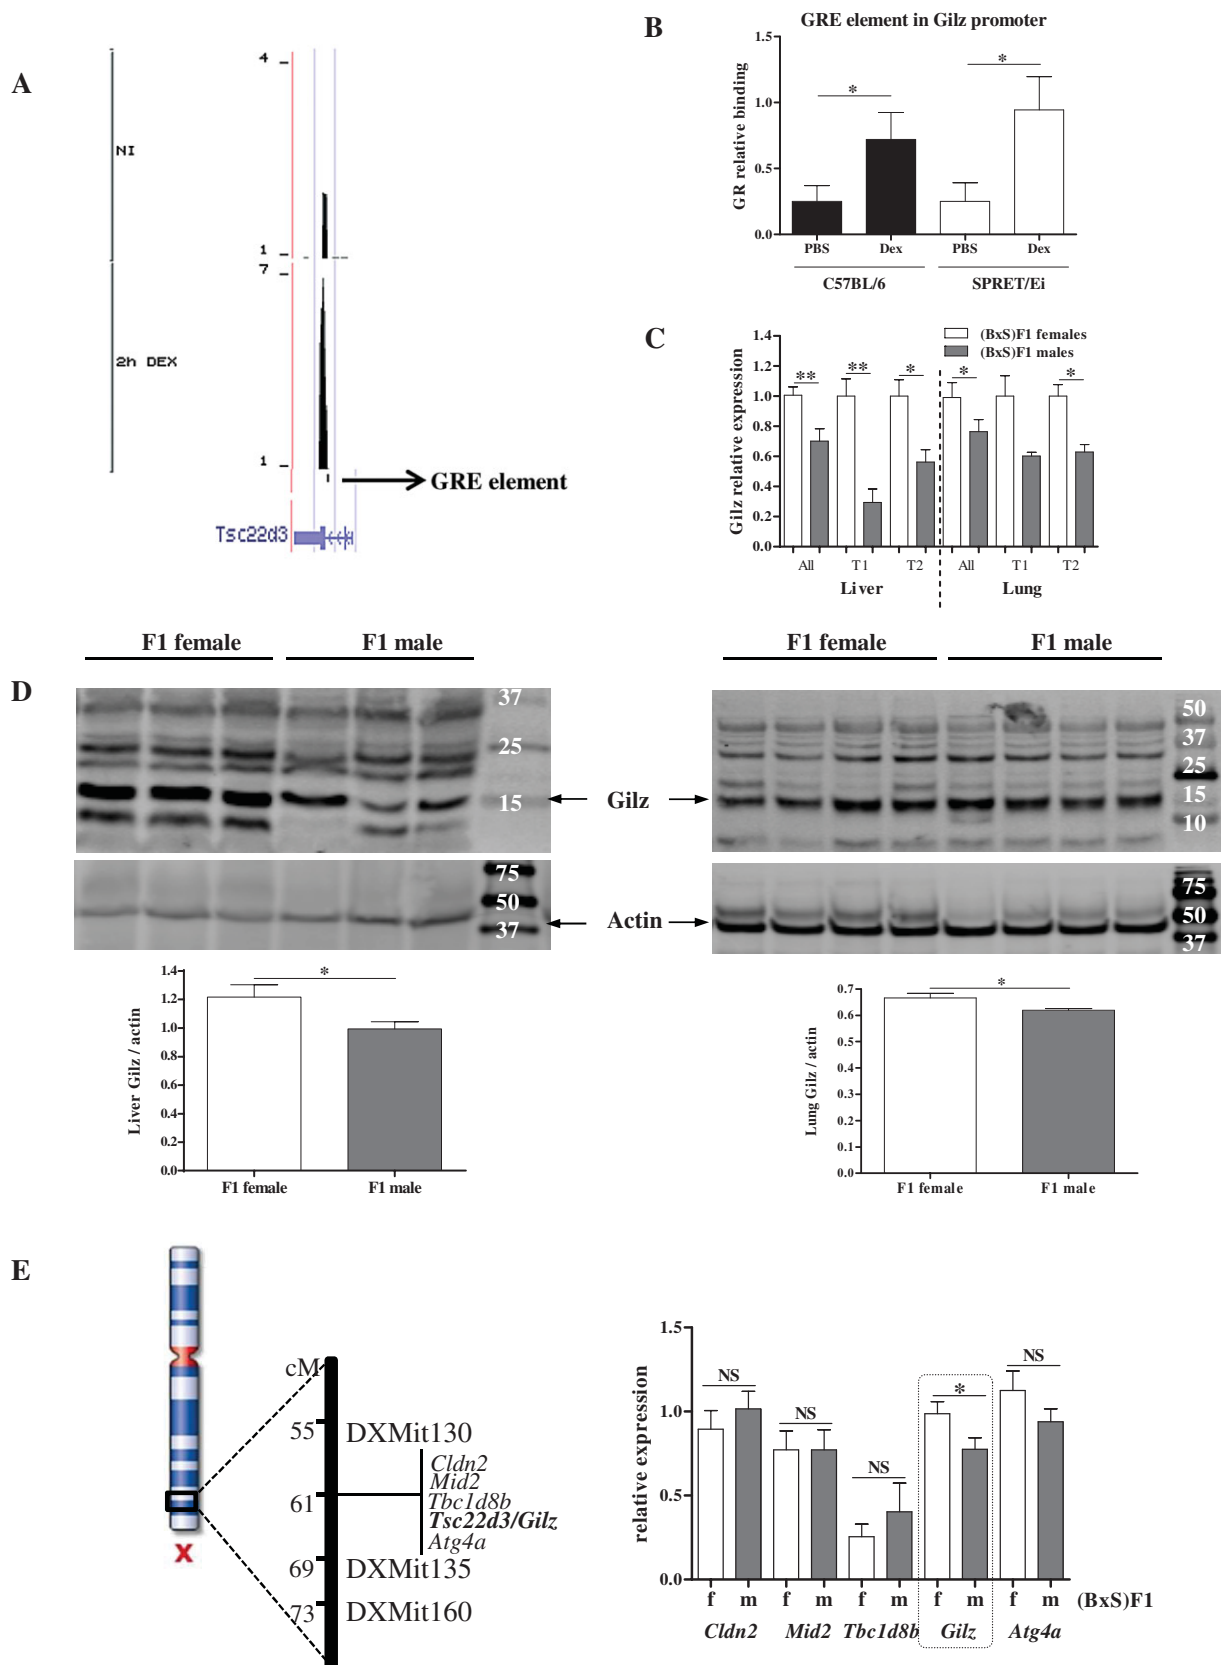 A
4
NI
1
7
2h DEX
1
GRE element
Tsc22d3
B
GRE element in Gilz promoter
GR relative binding
1.5
1.0
0.5
0.0
*
*
PBS
Dex
PBS
Dex
C57BL/6
SPRET/Ei
C
Gilz relative expression
1.4
1.2
1.0
0.8
0.6
0.4
0.2
0.0
(BxS)F1 females
(BxS)F1 males
**
**
*
*
*
All
T1
T2
All
T1
T2
Liver
Lung
D
F1 female
F1 male
37
25
15
75
50
37
Gilz
Actin
F1 female
F1 male
50
37
25
15
10
75
50
37
Liver Gilz / actin
1.4
1.2
1.0
0.8
0.6
0.4
0.2
0.0
*
F1 female
F1 male
Lung Gilz / actin
0.7
0.6
0.5
0.4
0.3
0.2
0.1
0.0
*
F1 female
F1 male
E
X
cM
55
DXMit130
Cldn2
Mid2
61
Tbc1d8b
Tsc22d3/Gilz
Atg4a
69
DXMit135
73
DXMit160
relative expression
1.5
1.0
0.5
0.0
NS
NS
NS
*
NS
f m f m f m f m f m (BxS)F1
Cldn2 Mid2 Tbc1d8b Gilz Atg4a